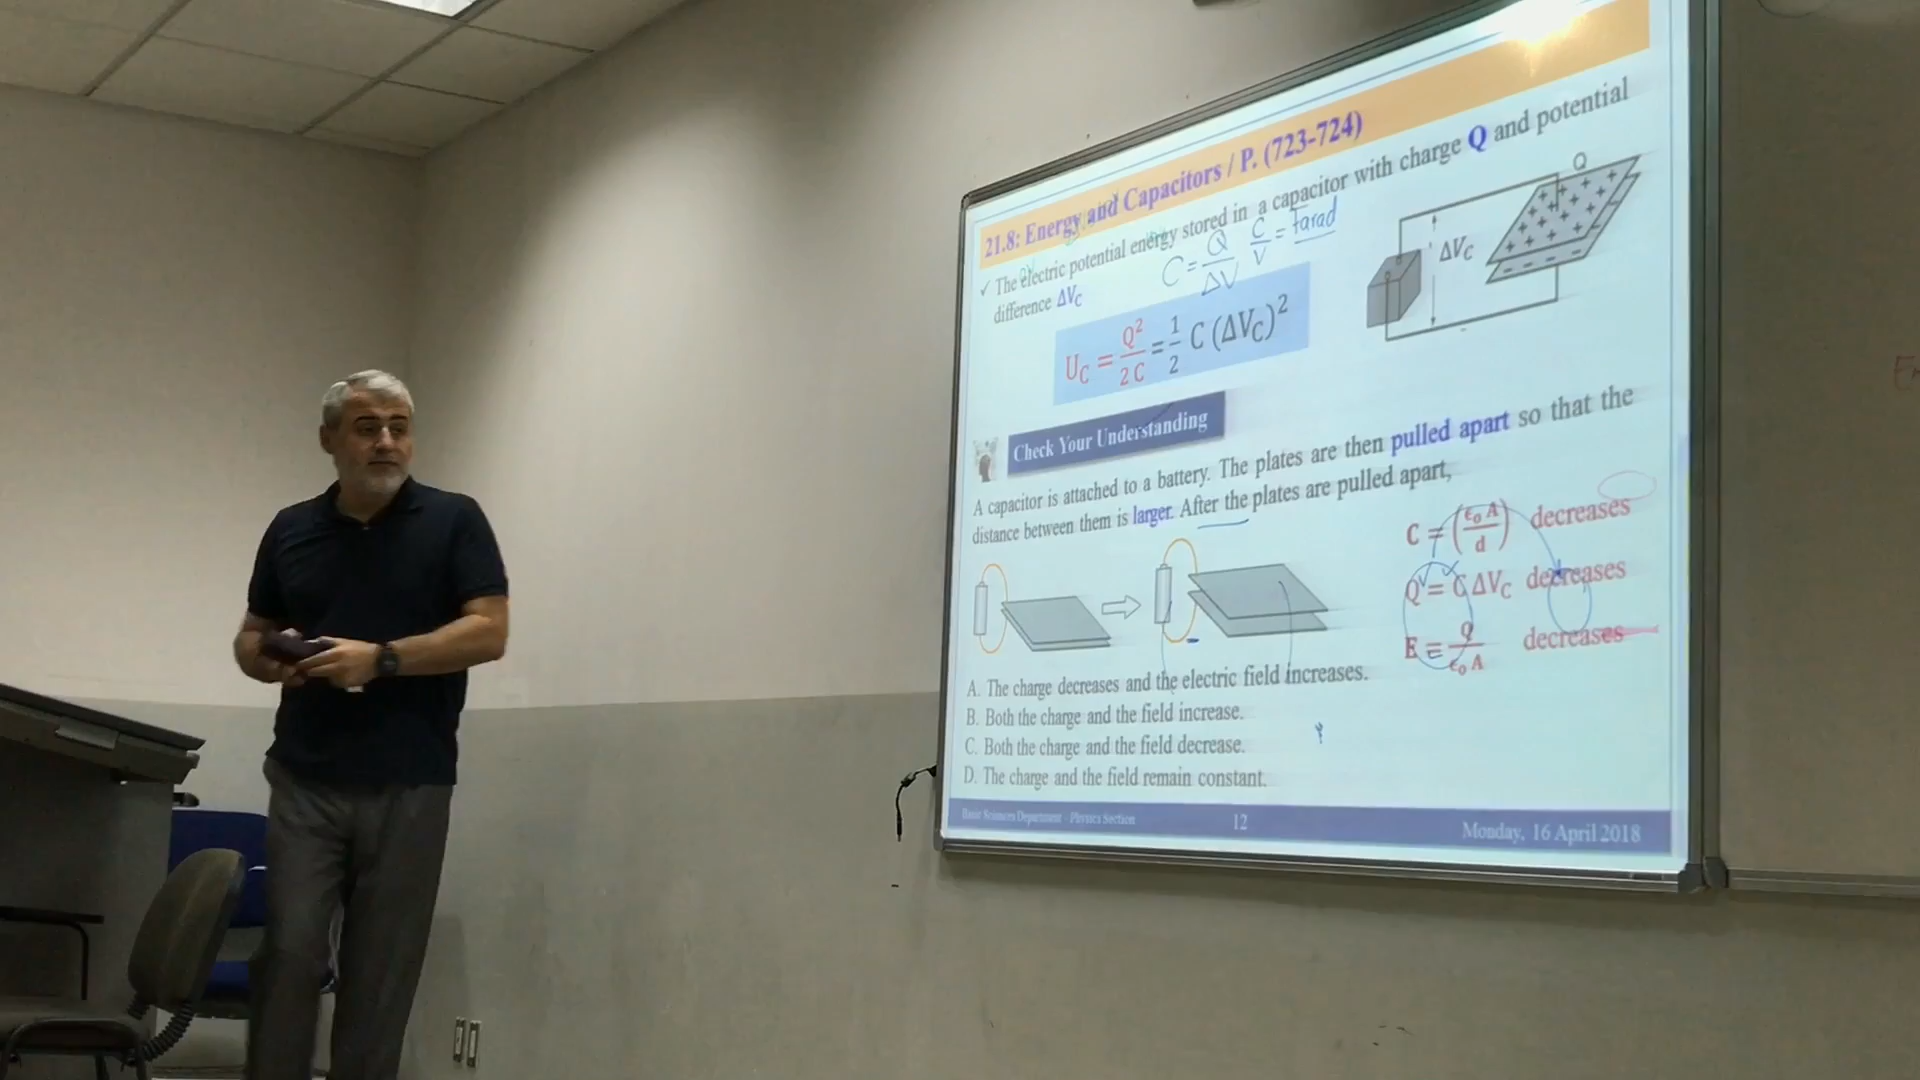 21.8: Energy and Capacitors / P. (723-724)
✓ The electric potential energy stored in a capacitor with charge Q and potential
difference ΔVC
C = Q/ΔV C/V = farad
UC = Q²/2C = 1/2 C (ΔVC)²
Q
ΔVC
Check Your Understanding
A capacitor is attached to a battery. The plates are then pulled apart so that the
distance between them is larger. After the plates are pulled apart,
C = (ϵ₀ A/d) decreases
Q = C ΔVC decreases
E = Q/ϵ₀ A decreases
A. The charge decreases and the electric field increases.
B. Both the charge and the field increase.
C. Both the charge and the field decrease.
D. The charge and the field remain constant.
Basic Sciences Department - Physics Section
12
Monday, 16 April 2018